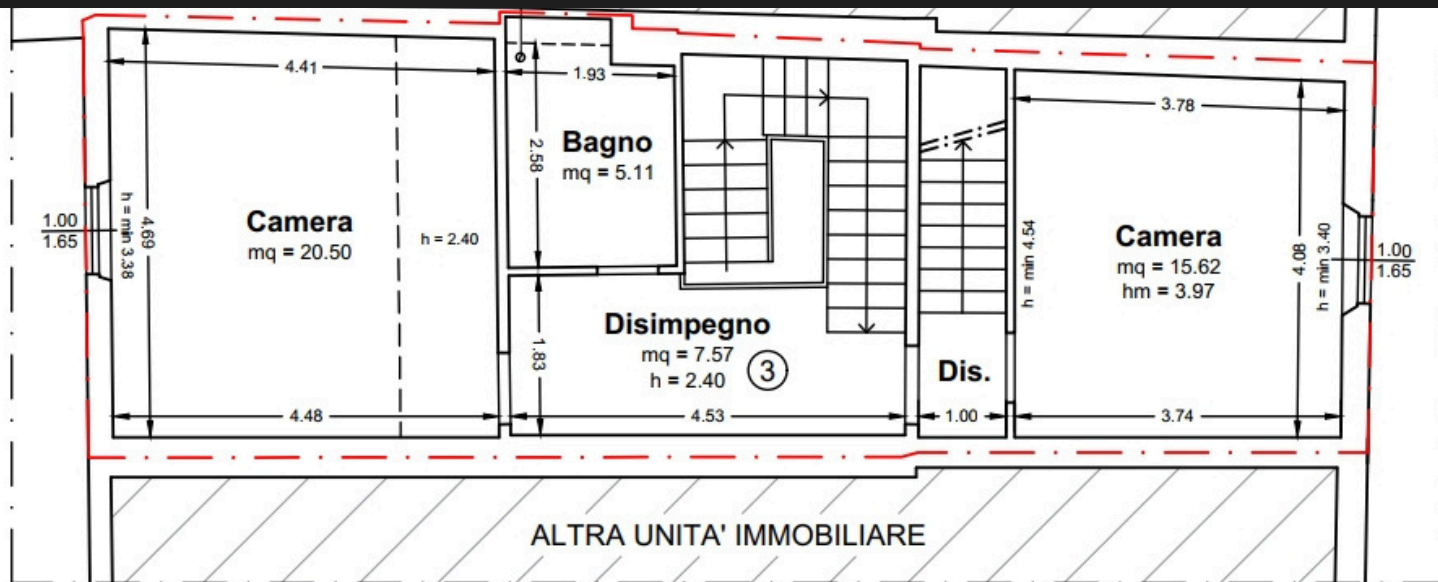 4.41
1.93
3.78
Bagno
mq = 5.11
2.58
Camera
mq = 20.50
h = 2.40
1.00
1.65
h = min 3.38
4.69
h = min 4.54
Camera
mq = 15.62
hm = 3.97
4.08
h = min 3.40
1.00
1.65
Disimpegno
mq = 7.57
h = 2.40
3
1.83
Dis.
4.48
4.53
1.00
3.74
ALTRA UNITA' IMMOBILIARE